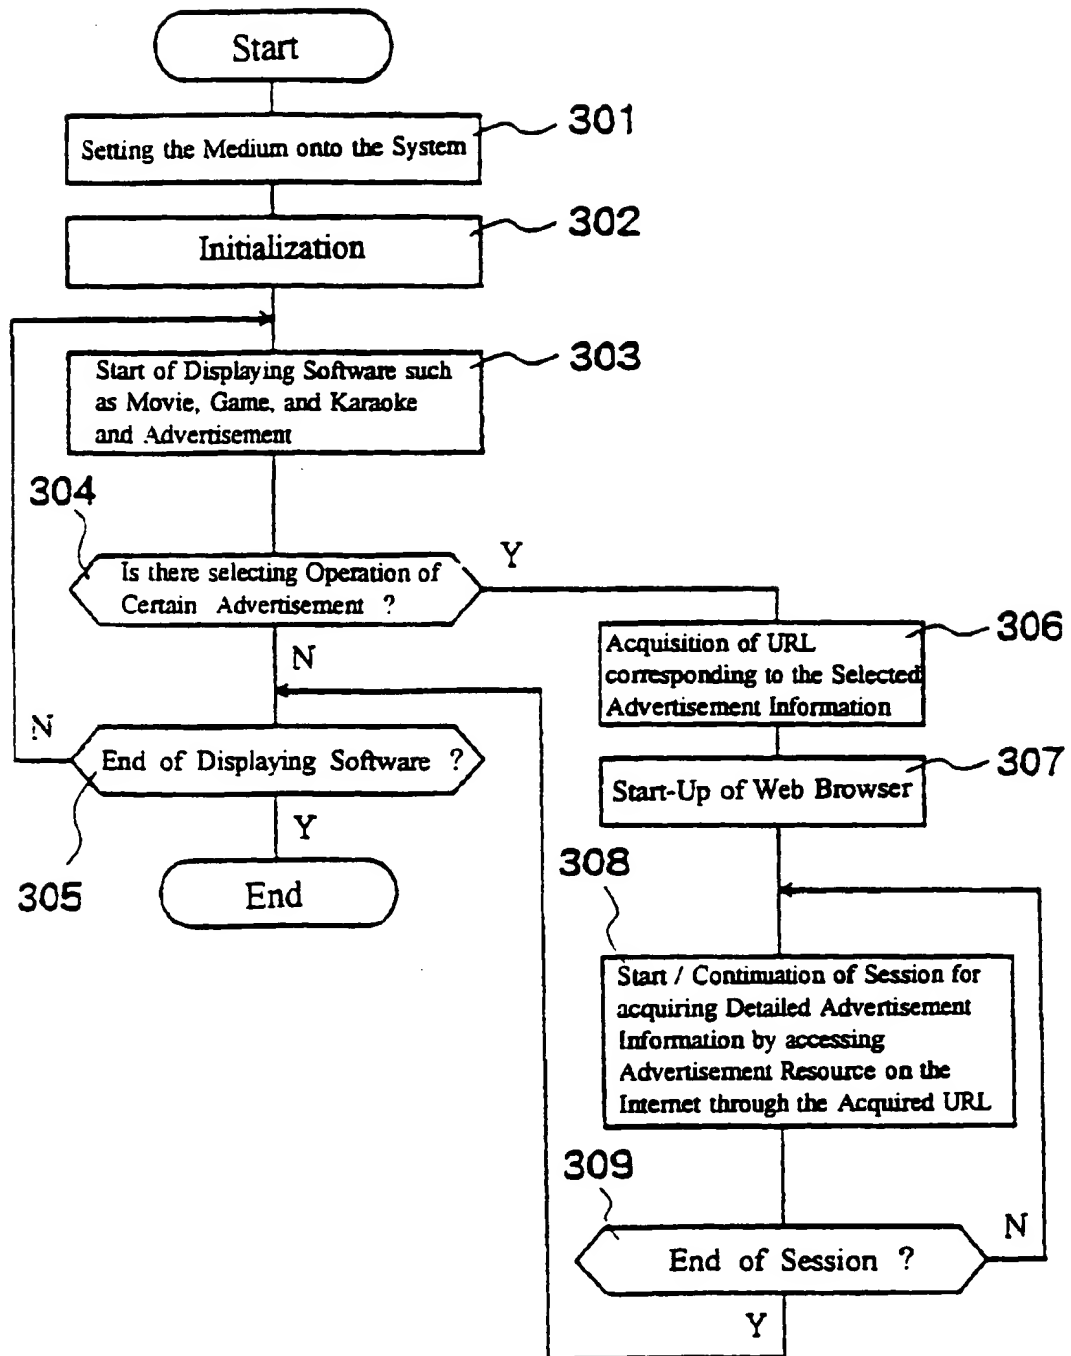 Start
301
Setting the Medium onto the System
302
Initialization
303
Start of Displaying Software such
as Movie, Game, and Karaoke
and Advertisement
304
Is there selecting Operation of
Certain Advertisement ?
Y
N
306
Acquisition of URL
corresponding to the Selected
Advertisement Information
N
End of Displaying Software ?
305
Y
End
307
Start-Up of Web Browser
308
Start / Continuation of Session for
acquiring Detailed Advertisement
Information by accessing
Advertisement Resource on the
Internet through the Acquired URL
309
End of Session ?
N
Y